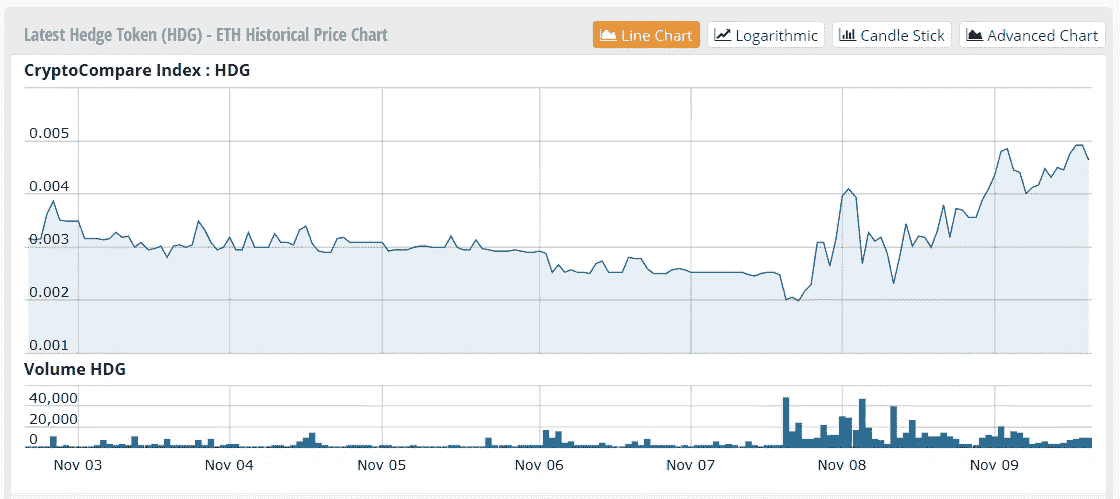 Latest Hedge Token (HDG) - ETH Historical Price Chart
Line Chart
Logarithmic
Candle Stick
Advanced Chart
CryptoCompare Index : HDG
0.005
0.004
0.003
0.002
0.001
Volume HDG
40,000
20,000
0
Nov 03 Nov 04 Nov 05 Nov 06 Nov 07 Nov 08 Nov 09